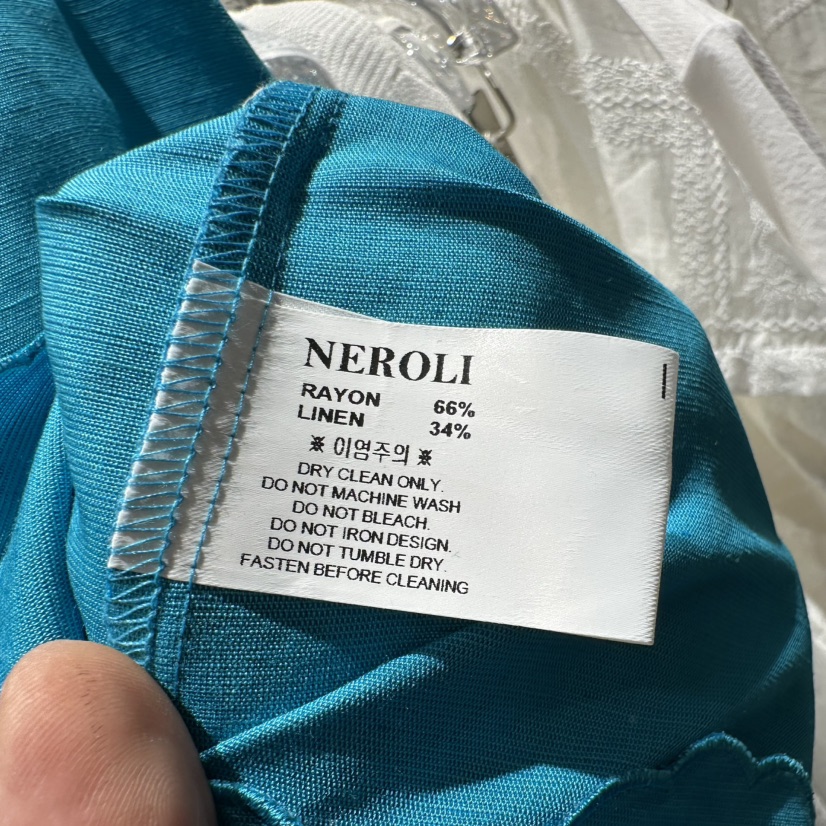 NEROLI
RAYON 66%
LINEN 34%
※ 이염주의 ※
DRY CLEAN ONLY.
DO NOT MACHINE WASH
DO NOT BLEACH.
DO NOT IRON DESIGN.
DO NOT TUMBLE DRY.
FASTEN BEFORE CLEANING